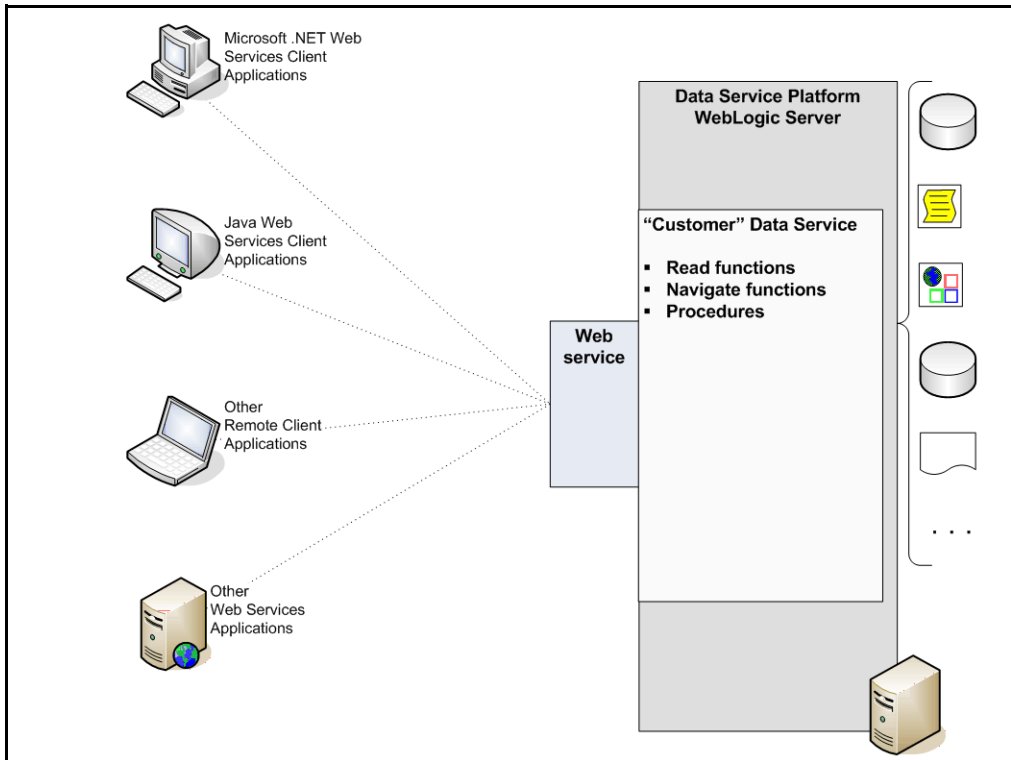 Microsoft .NET Web
Services Client
Applications
Java Web
Services Client
Applications
Other
Remote Client
Applications
Other
Web Services
Applications
Web
service
Data Service Platform
WebLogic Server
“Customer” Data Service
▪ Read functions
▪ Navigate functions
▪ Procedures
. . .